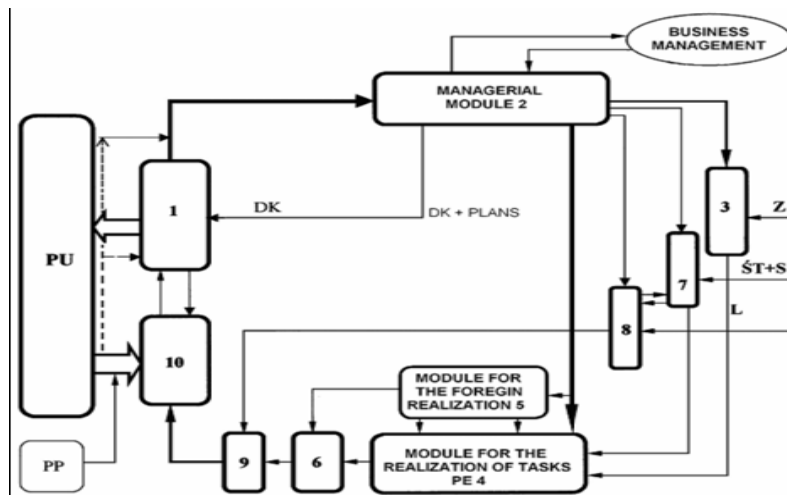 BUSINESS
MANAGEMENT
MANAGERIAL
MODULE 2
1
DK
DK + PLANS
3
Z
PU
7
ŚT+S
L
8
10
MODULE FOR
THE FOREGIN
REALIZATION 5
PP
9
6
MODULE FOR THE
REALIZATION OF TASKS
PE 4